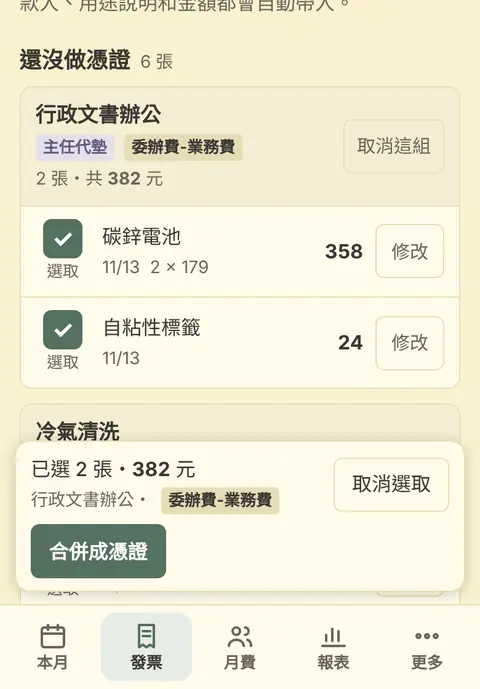 款人、用途說明和金額都會自動帶入。
還沒做憑證 6 張
行政文書辦公
主任代墊 委辦費-業務費
2 張・共 382 元
取消這組
碳鋅電池
11/13 2 × 179
358
修改
選取
自粘性標籤
11/13
24
修改
選取
冷氣清洗
已選 2 張・382 元
行政文書辦公・ 委辦費-業務費
取消選取
合併成憑證
選取
本月
發票
月費
報表
更多